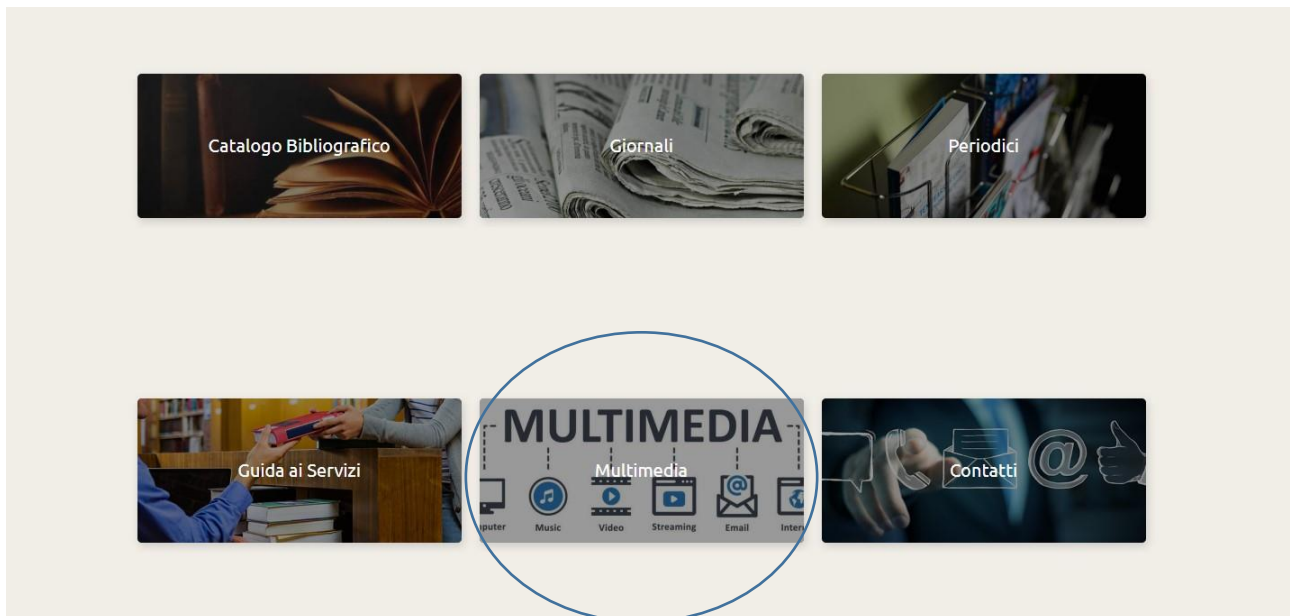 Catalogo Bibliografico
Giornali
Periodici
Guida ai Servizi
MULTIMEDIA
Multimedia
Music
Video
Streaming
Email
Contatti